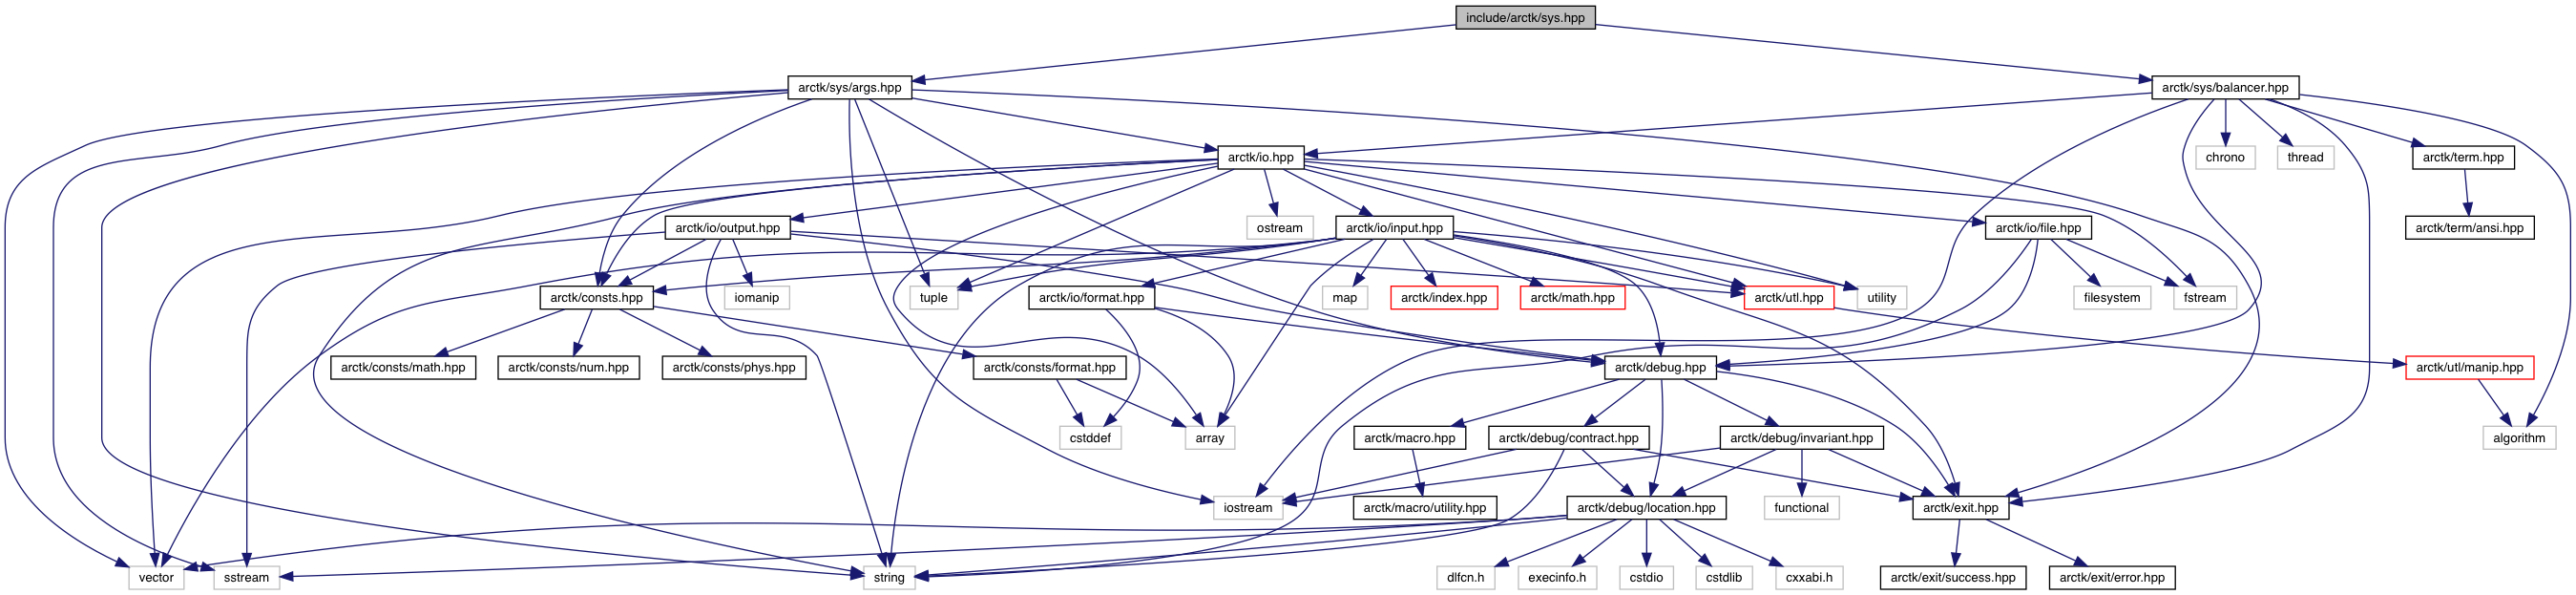 include/arctk/sys.hpp
arctk/sys/args.hpp
arctk/sys/balancer.hpp
arctk/io.hpp
chrono
thread
arctk/term.hpp
arctk/io/output.hpp
ostream
arctk/io/input.hpp
arctk/io/file.hpp
arctk/term/ansi.hpp
arctk/consts.hpp
iomanip
tuple
arctk/io/format.hpp
map
arctk/index.hpp
arctk/math.hpp
arctk/utl.hpp
utility
filesystem
fstream
arctk/consts/math.hpp
arctk/consts/num.hpp
arctk/consts/phys.hpp
arctk/consts/format.hpp
arctk/debug.hpp
arctk/utl/manip.hpp
cstddef
array
arctk/macro.hpp
arctk/debug/contract.hpp
arctk/debug/invariant.hpp
algorithm
iostream
arctk/macro/utility.hpp
arctk/debug/location.hpp
functional
arctk/exit.hpp
vector
sstream
string
dlfcn.h
execinfo.h
cstdio
cstdlib
cxxabi.h
arctk/exit/success.hpp
arctk/exit/error.hpp